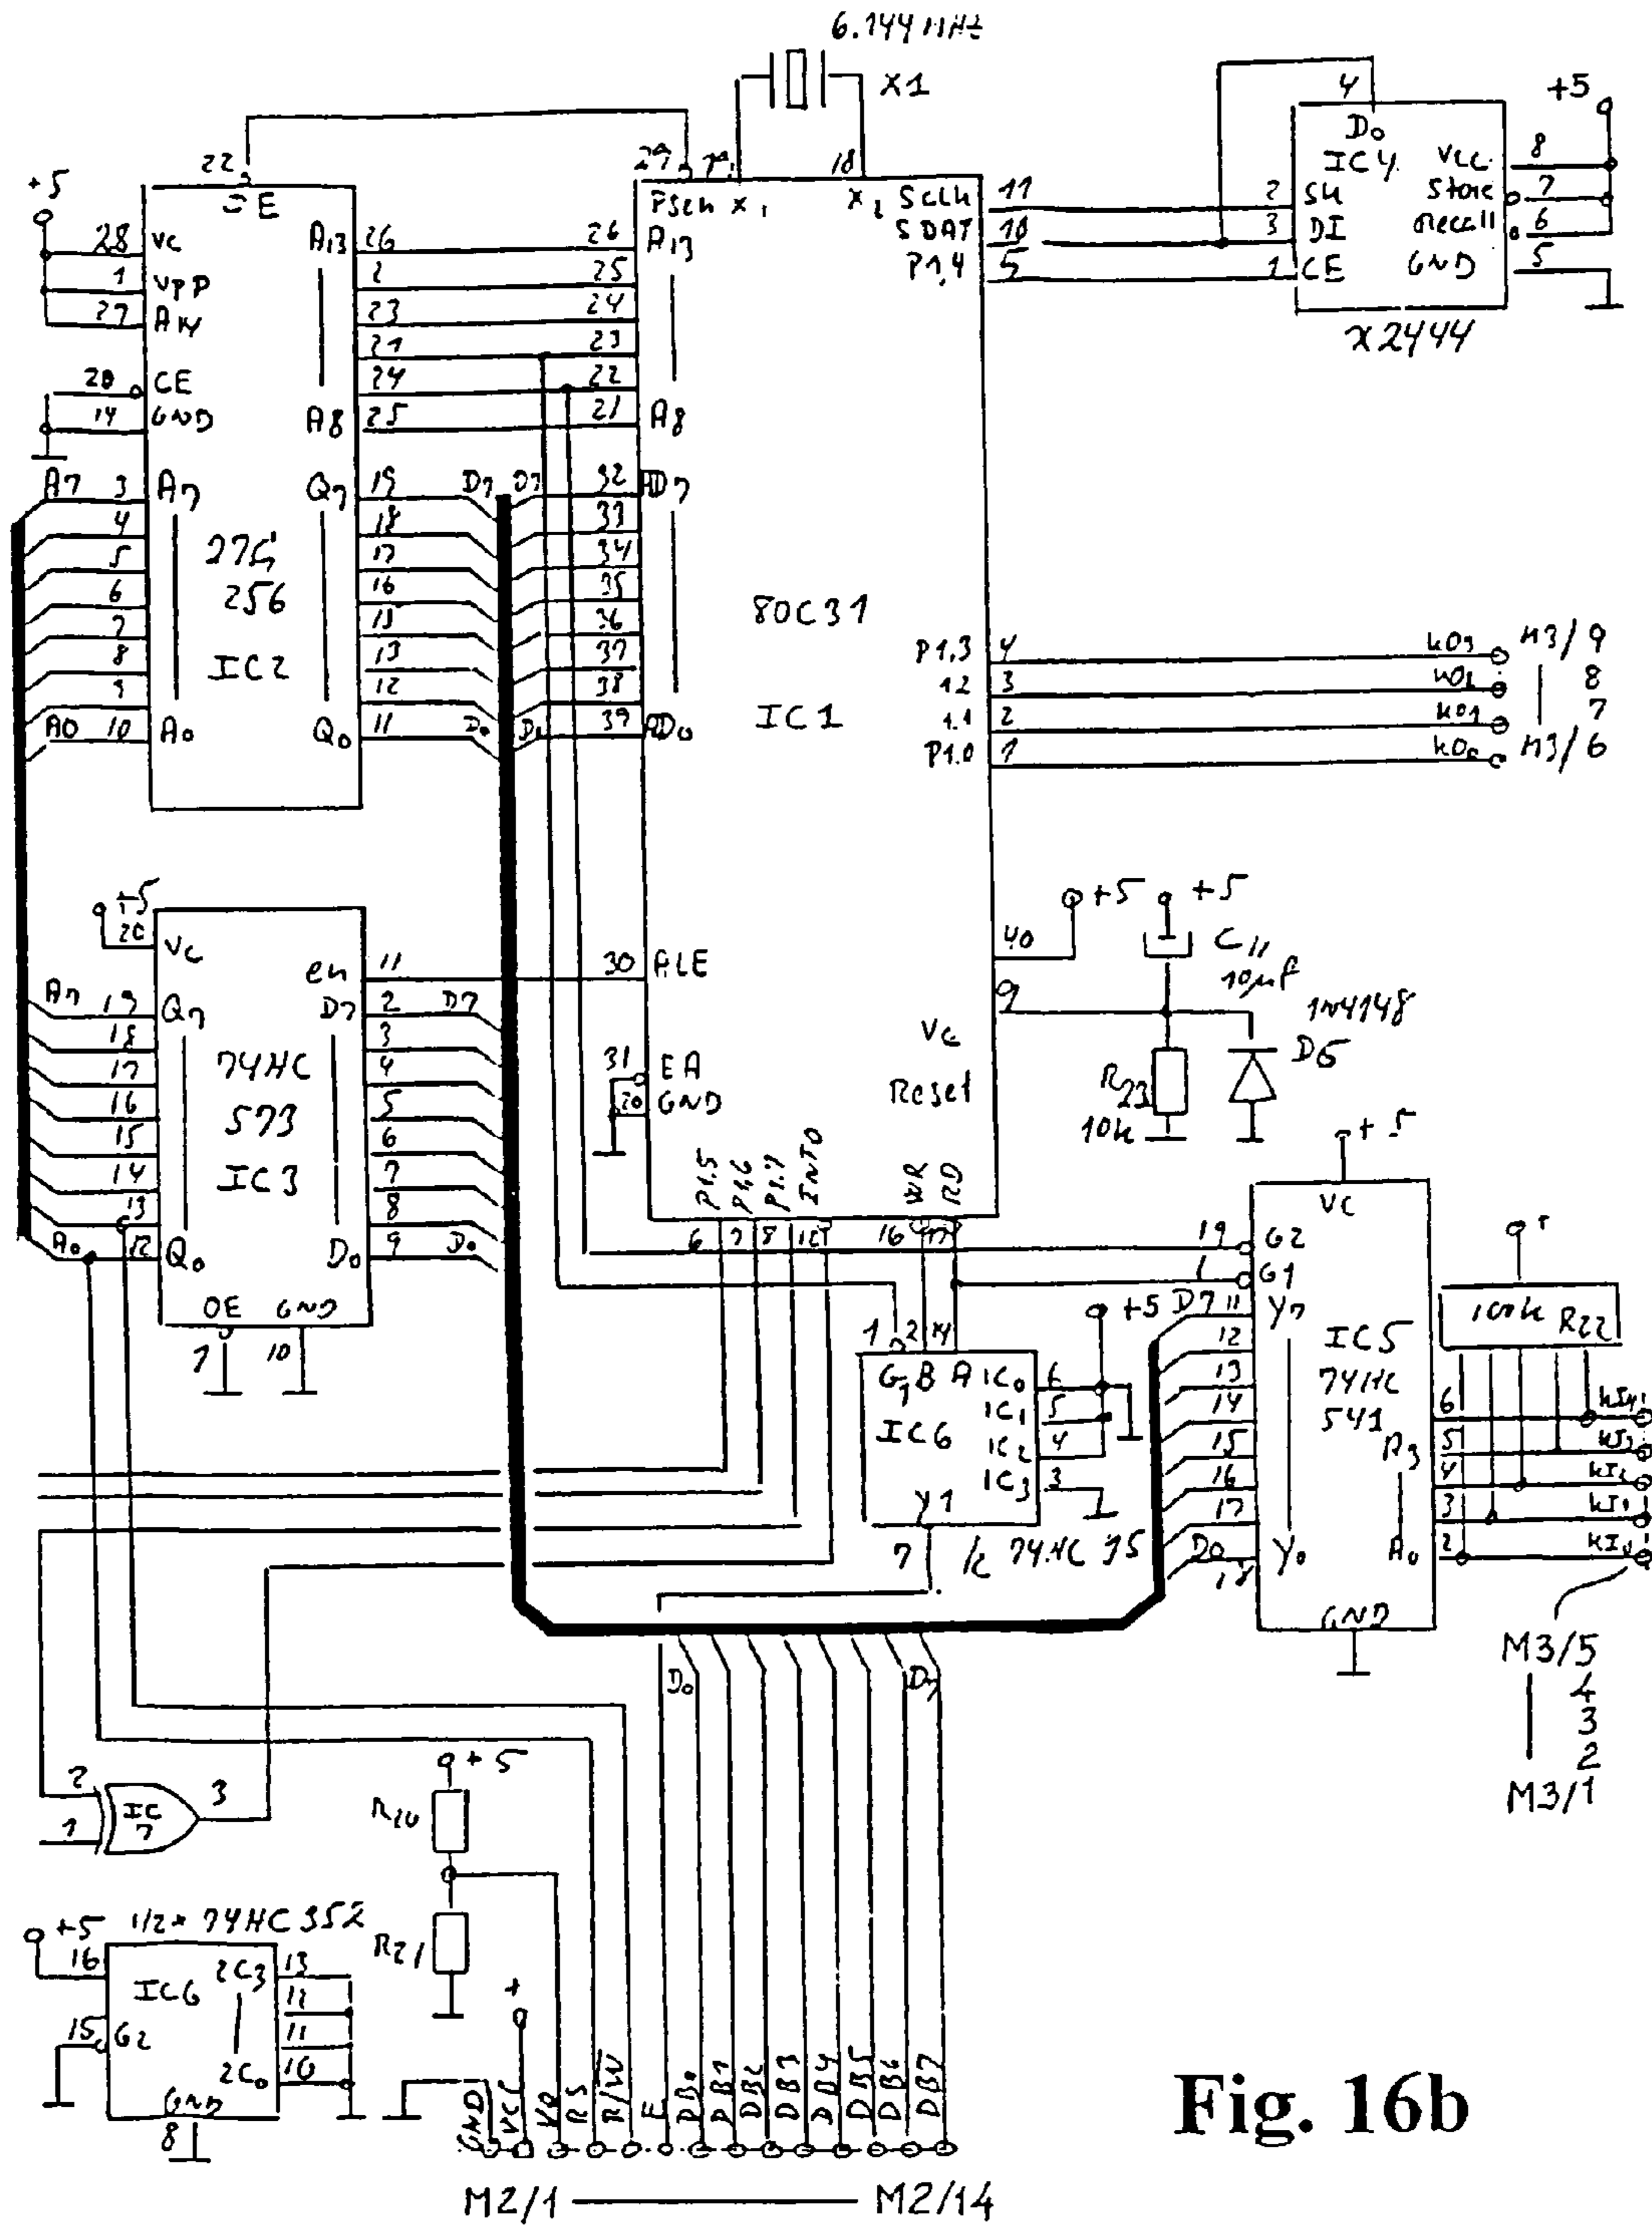 6.144 MHz
X1
4
+5
D0
IC4
Vcc
8
SK
Store
7
DI
Recall
6
CE
GND
5
2
3
1
X2444
22
29
19
18
+5
OE
PSen X1
X2 SClk
11
SDAT
10
P1,4
5
28
Vc
A13
26
26
A13
1
VPP
2
25
27
A14
23
24
21
23
20
CE
24
22
14
GND
A8
25
21
A8
A7
3
A7
Q7
19
D7
D7
32
AD7
4
18
33
5
27C
17
34
6
256
16
35
7
15
36
8
IC2
13
37
9
12
38
A0
10
A0
Q0
11
D0
D0
39
AD0
80C31
IC1
P1,3
4
KO3
M3/9
1.2
3
KO2
8
1.1
2
KO1
7
P1.0
1
KO0
M3/6
+5
20
Vc
en
11
30
ALE
40
+5
+5
C11
10µF
A7
19
Q7
D7
2
D7
9
1N4148
18
3
Vc
D5
17
74HC
4
31
EA
Reset
R23
16
573
5
20
GND
10k
15
6
14
IC3
7
13
8
A0
12
Q0
D0
9
D0
OE
GND
1
10
P1.5
P1,6
P1.7
INT0
WR
RD
6
7
8
12
16
17
+5
Vc
19
G2
1
G1
D7
11
Y7
IC5
74HC
541
12
13
14
15
16
17
D0
18
Y0
A0
GND
+
100k
R22
6
KI4
5
KI3
4
KI2
3
KI1
2
KI0
+5
1
2
14
G1
B
A
1C0
6
IC6
1C1
5
1C2
4
1C3
3
Y1
7
M3/5
4
3
2
M3/1
D0
D7
2
1
IC
7
3
+5
R20
R21
+
+5
1/2 x 74HC 352
16
2C3
13
IC6
12
15
G2
11
2C0
10
GND
8
GND
VCC
V0
RS
R/W
E
DB0
DB1
DB2
DB3
DB4
DB5
DB6
DB7
M2/1
M2/14
Fig. 16b